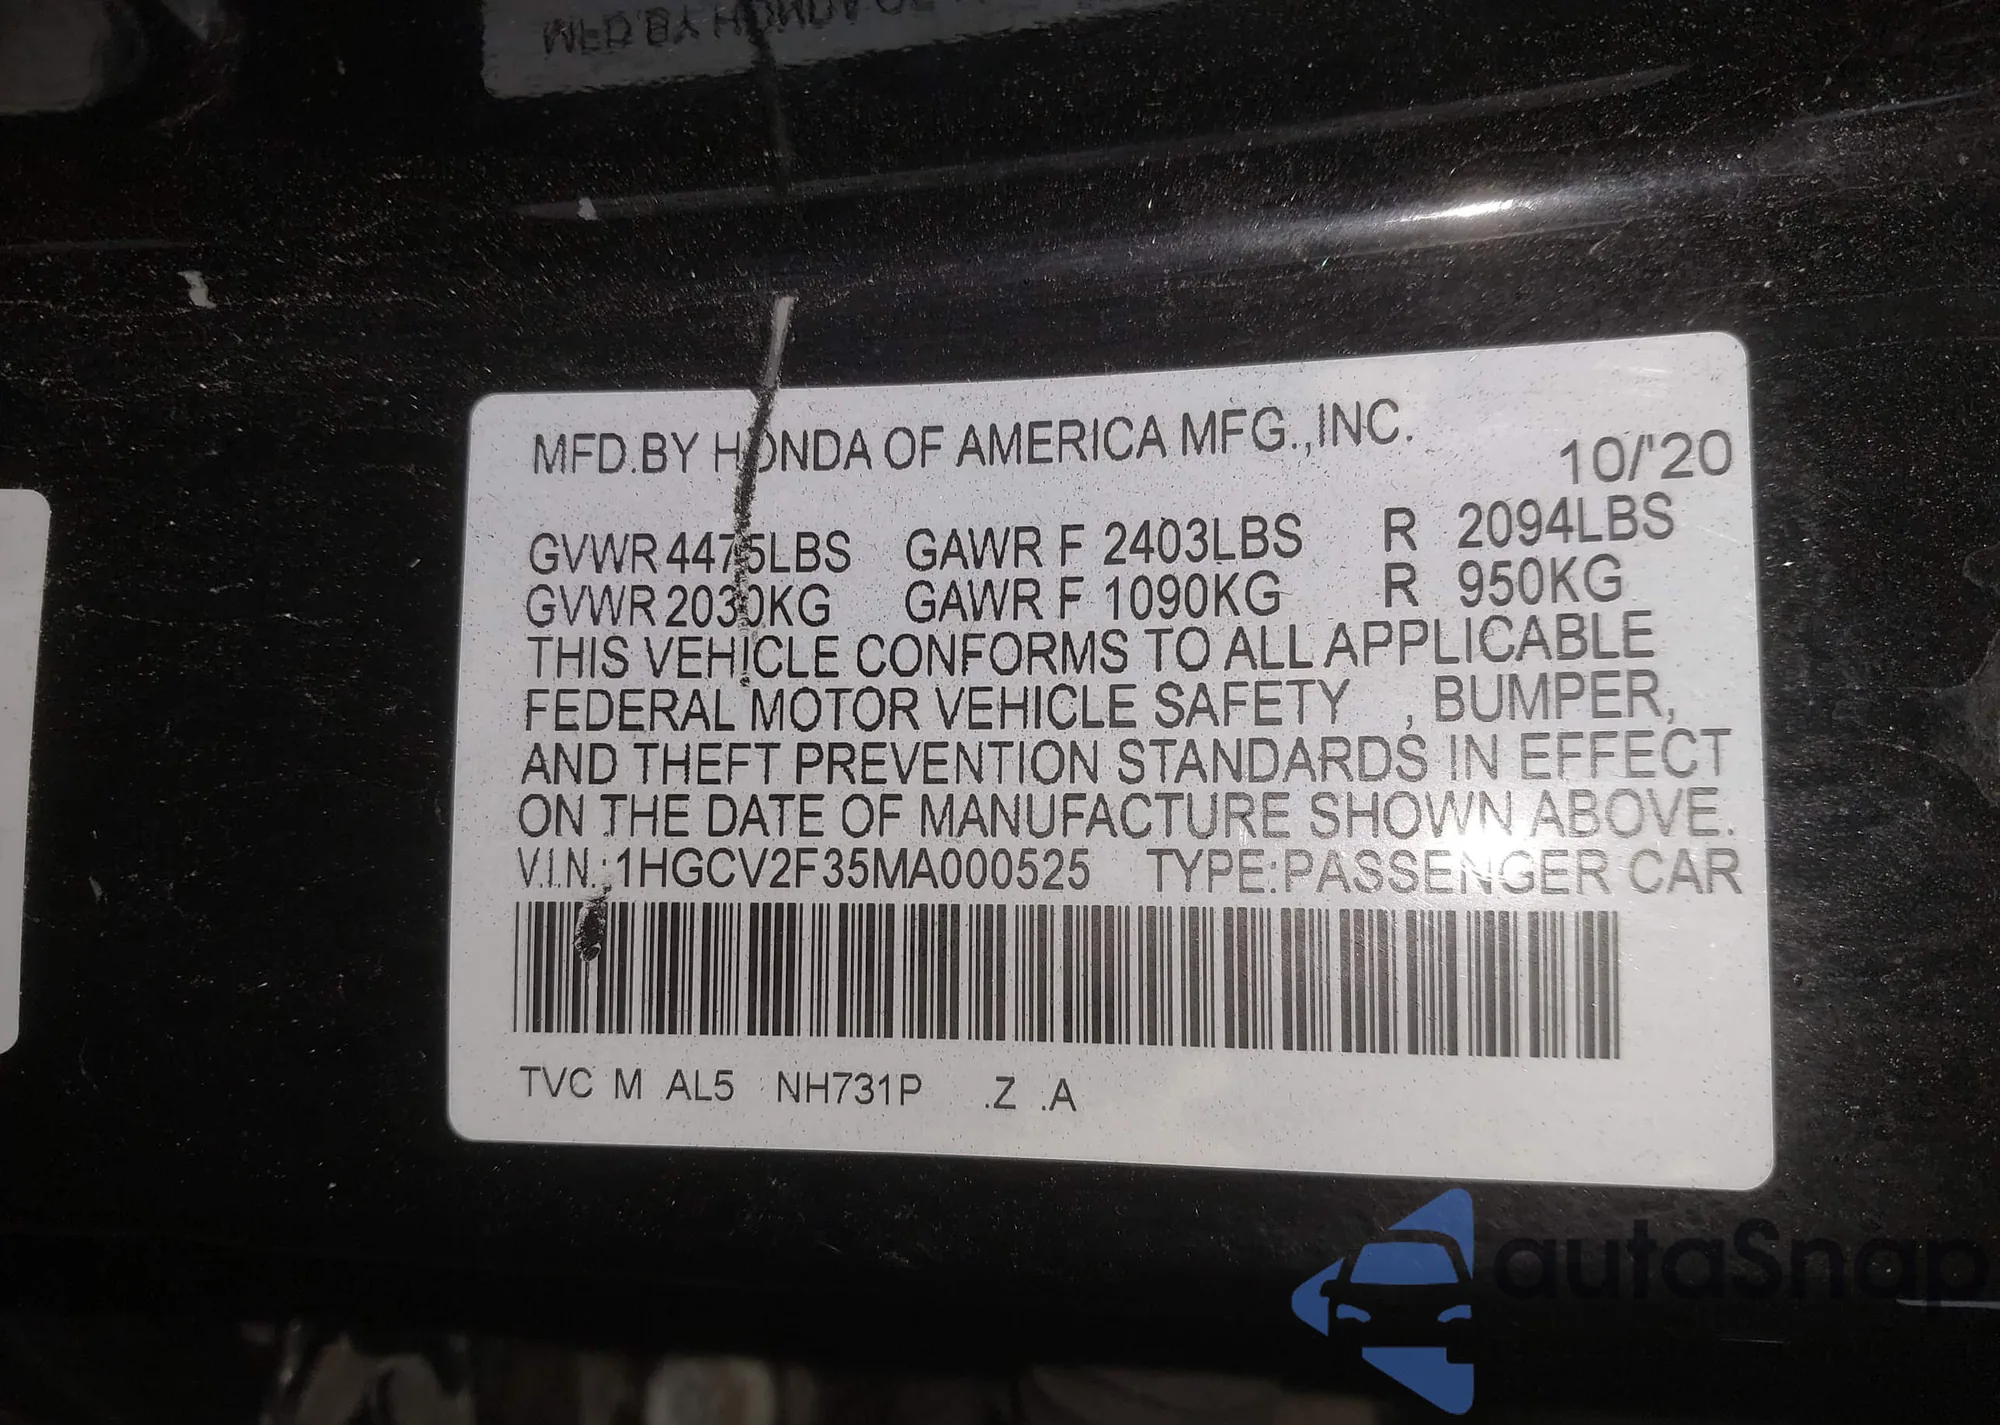 MFD.BY HONDA OF AMERICA MFG.,INC.
10/'20
GVWR 4475LBS GAWR F 2403LBS R 2094LBS
GVWR 2030KG GAWR F 1090KG R 950KG
THIS VEHICLE CONFORMS TO ALL APPLICABLE
FEDERAL MOTOR VEHICLE SAFETY , BUMPER,
AND THEFT PREVENTION STANDARDS IN EFFECT
ON THE DATE OF MANUFACTURE SHOWN ABOVE.
V.I.N.:1HGCV2F35MA000525 TYPE:PASSENGER CAR
TVC M AL5 NH731P .Z .A
autaSnap